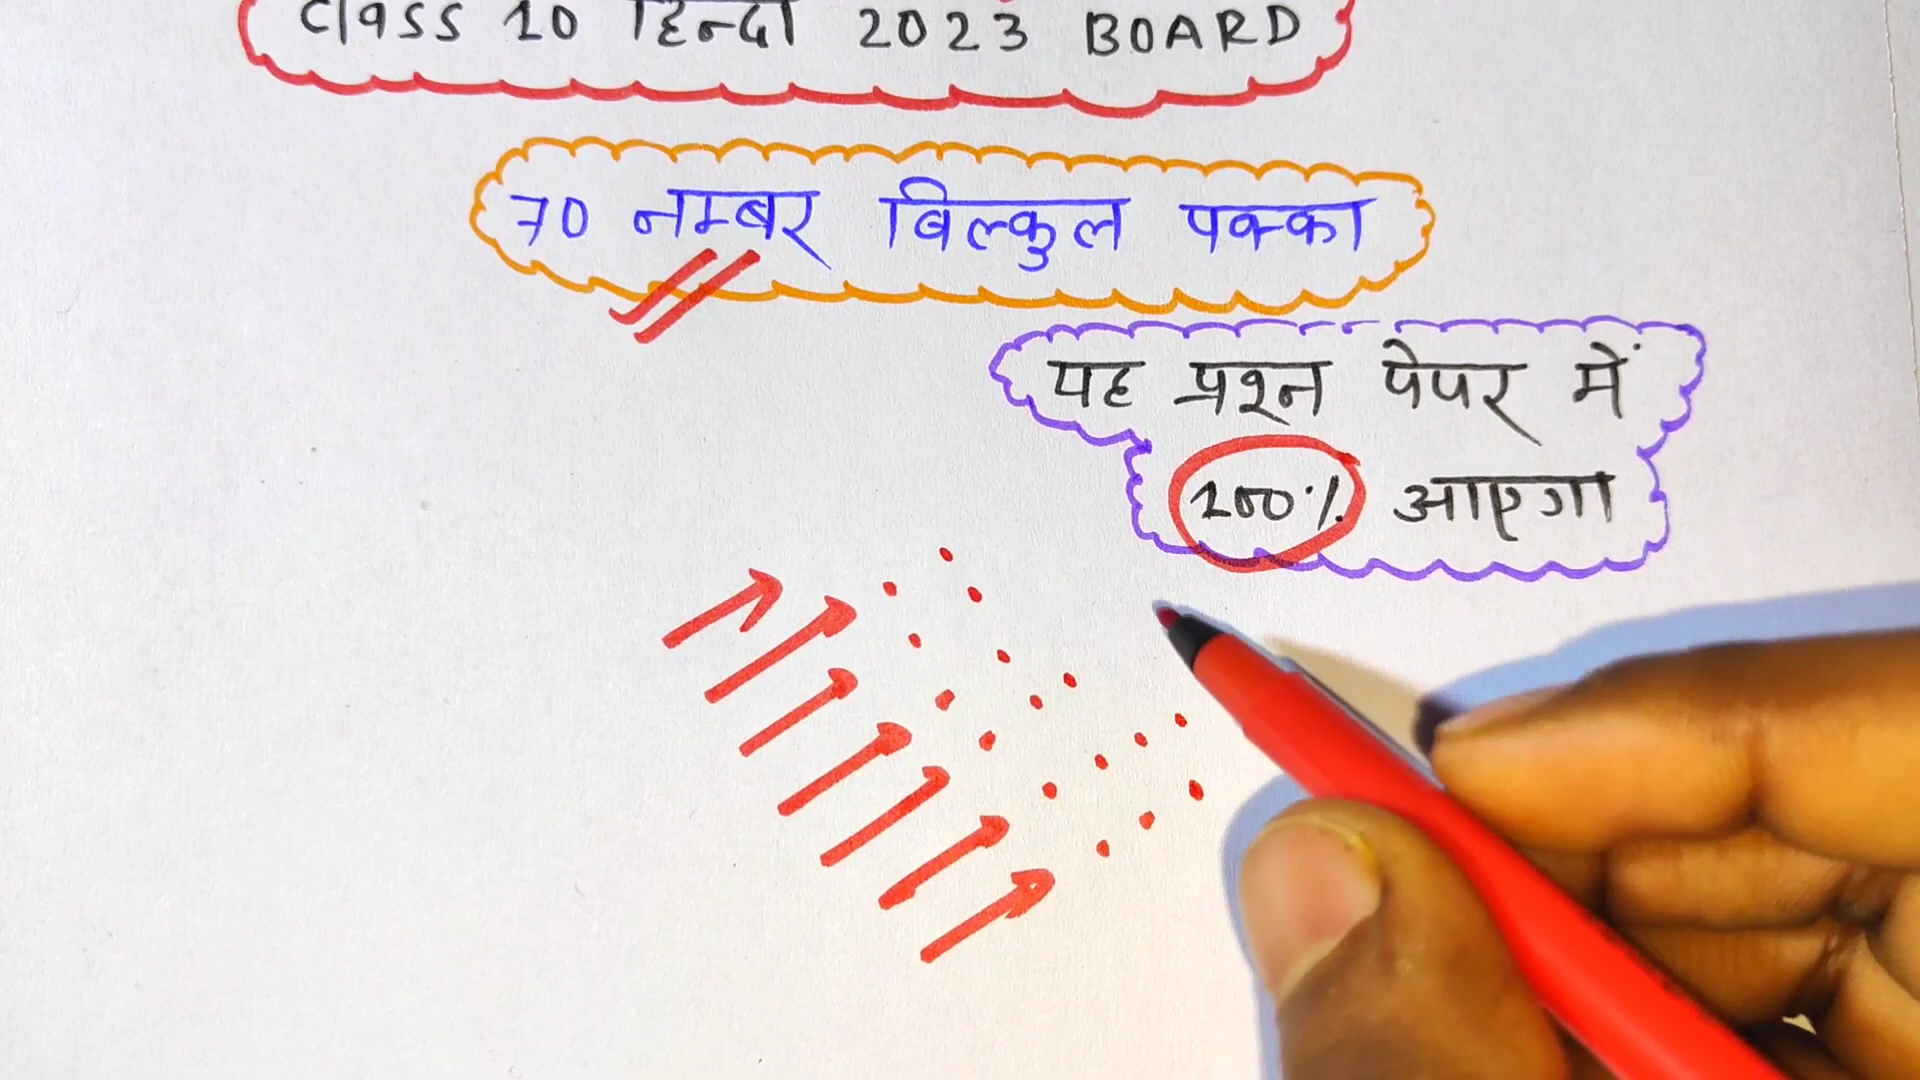 Class 10 हिन्दी 2023 BOARD
70 नम्बर बिल्कुल पक्का
यह प्रश्न पेपर में
100% आएगा